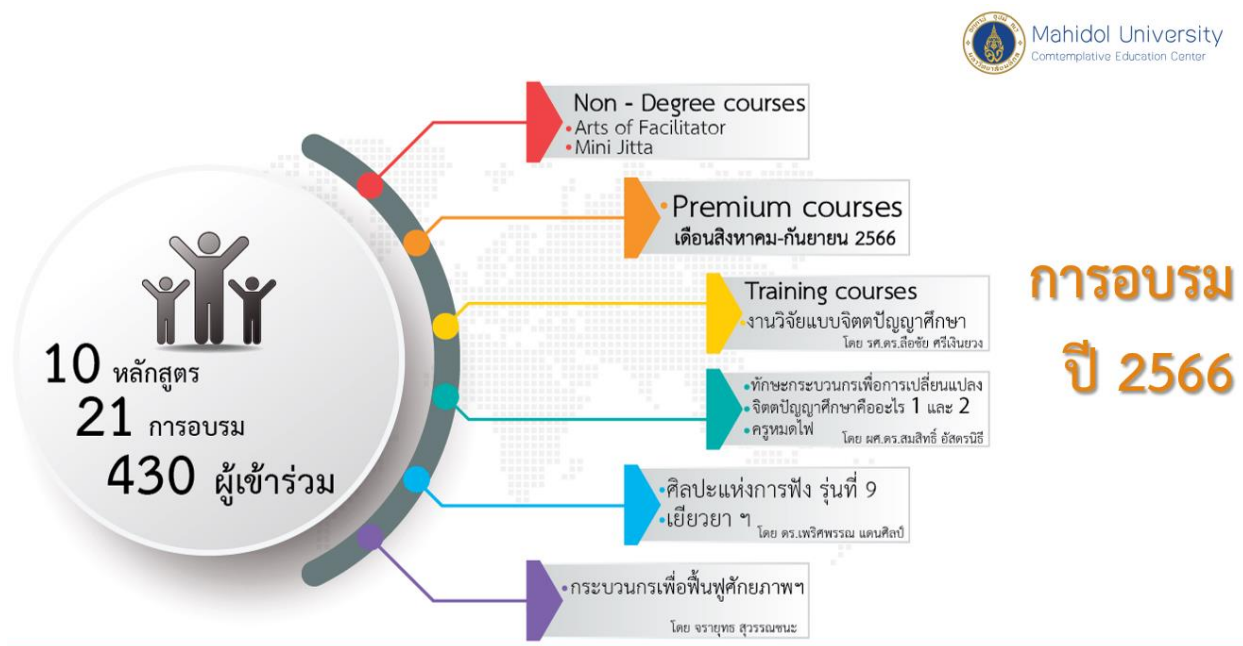 Mahidol University
Comtemplative Education Center
Non - Degree courses
•Arts of Facilitator
•Mini Jitta
•Premium courses
เดือนสิงหาคม-กันยายน 2566
Training courses
•งานวิจัยแบบจิตตปัญญาศึกษา
โดย รศ.ดร.ลือชัย ศรีเงินยวง
•ทักษะกระบวนกรเพื่อการเปลี่ยนแปลง
•จิตตปัญญาศึกษาคืออะไร 1 และ 2
•ครูหมดไฟ
โดย ผศ.ดร.สมสิทธิ์ อัสดรนิธี
•ศิลปะแห่งการฟัง รุ่นที่ 9
•เยียวยา ฯ
โดย ดร.เพริศพรรณ แดนศิลป์
•กระบวนกรเพื่อฟื้นฟูศักยภาพฯ
โดย จรายุทธ สุวรรณชนะ
10 หลักสูตร
21 การอบรม
430 ผู้เข้าร่วม
การอบรม
ปี 2566